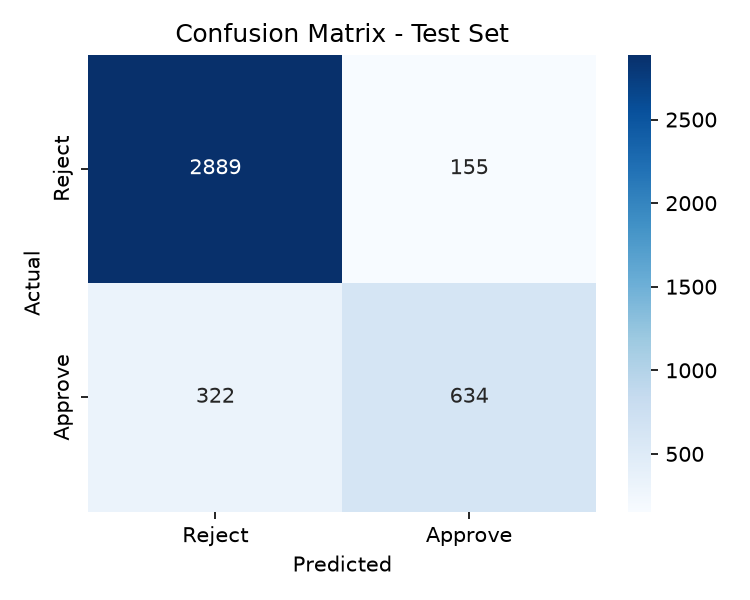 Confusion Matrix - Test Set
Actual
Reject
2889
155
Approve
322
634
Reject
Approve
Predicted
2500
2000
1500
1000
500